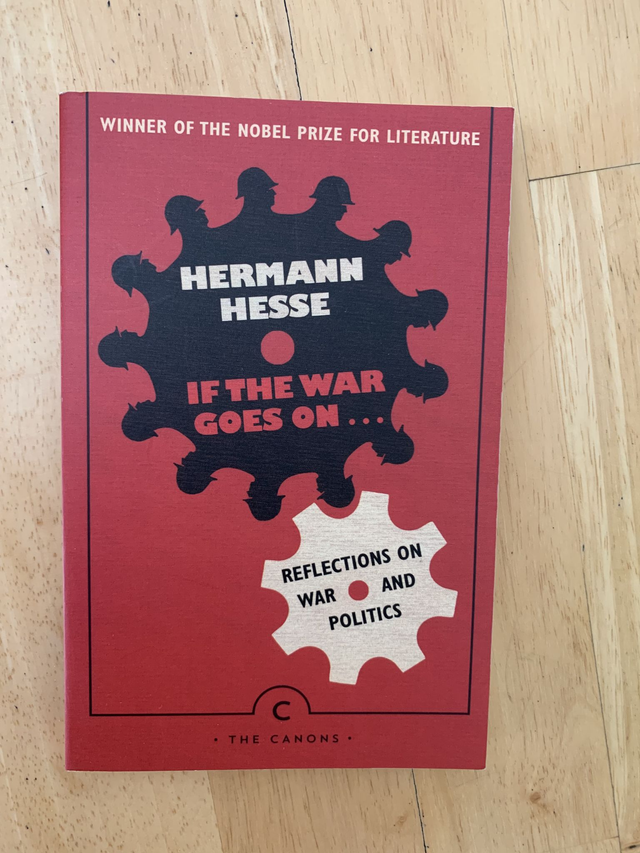 WINNER OF THE NOBEL PRIZE FOR LITERATURE
HERMANN
HESSE
IF THE WAR
GOES ON ...
REFLECTIONS ON
WAR AND
POLITICS
C
• THE CANONS •